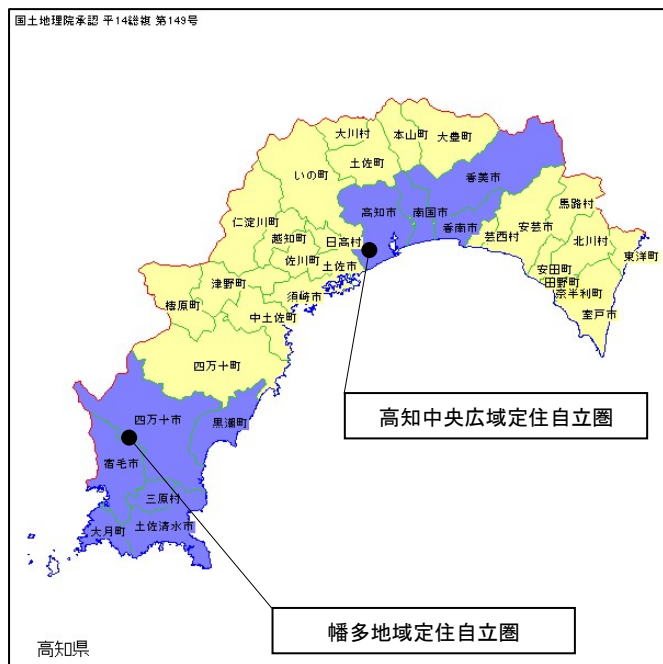 国土地理院承認 平14総複 第149号
大川村
本山町
大豊町
土佐町
いの町
香美市
高知市
南国市
香南市
馬路村
仁淀川町
越知町
日高村
芸西村
安芸市
北川村
東洋町
佐川町
土佐市
安田町
田野町
奈半利町
津野町
須崎市
檮原町
中土佐町
室戸市
四万十町
高知中央広域定住自立圏
四万十市
黒潮町
宿毛市
三原村
大月町
土佐清水市
幡多地域定住自立圏
高知県